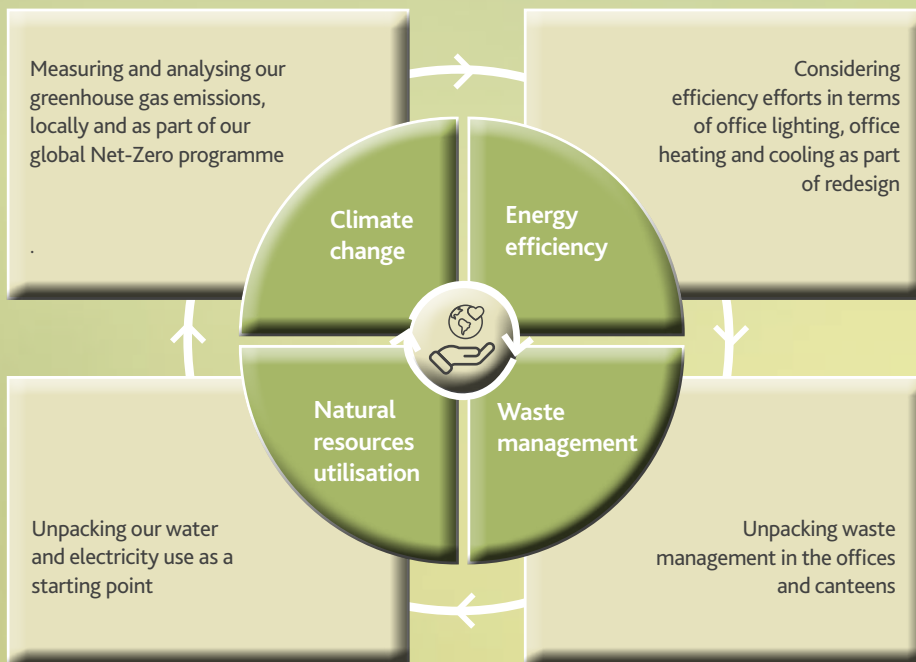 Measuring and analysing our
greenhouse gas emissions,
locally and as part of our
global Net-Zero programme
.
Considering
efficiency efforts in terms
of office lighting, office
heating and cooling as part
of redesign
Climate
change
Energy
efficiency
Natural
resources
utilisation
Waste
management
Unpacking our water
and electricity use as a
starting point
Unpacking waste
management in the offices
and canteens